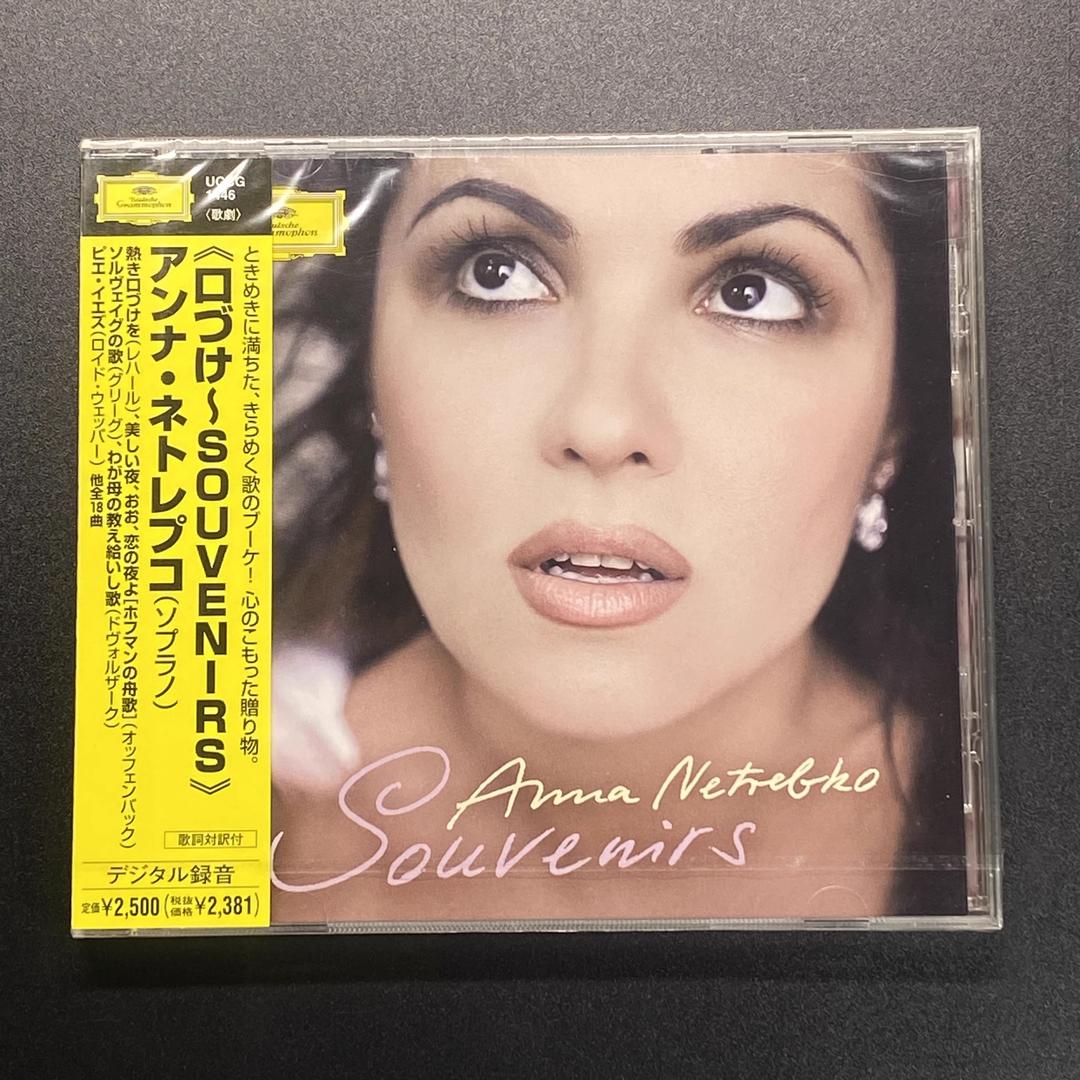 Deutsche
Grammophon
UCCG
1146
〈歌劇〉
ときめきに満ちた、きらめく歌のブーケ! 心のこもった贈り物。
《口づけ〜SOUVENIRS》
アンナ・ネトレプコ(ソプラノ)
熱き口づけを(レハール)、美しい夜、おお、恋の夜よ[ホフマンの舟歌](オッフェンバック)
ソルヴェイグの歌(グリーグ)、わが母の教え給いし歌(ドヴォルザーク)
ピエ・イエズ(ロイド・ウェッバー) 他全18曲
歌詞対訳付
デジタル録音
定価¥2,500(税抜価格¥2,381)
Anna Netrebko
Souvenirs